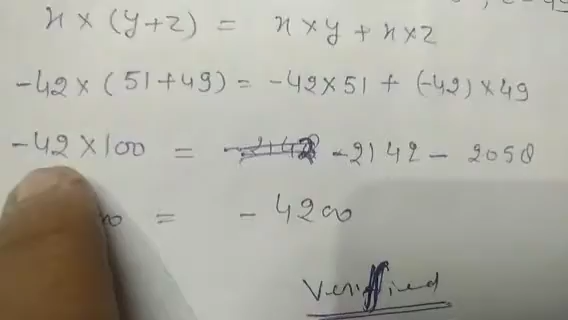 x × (y+z) = x×y + x×z
-42×(51+49) = -42×51 + (-42)×49
-42×100 = -2142 - 2058
= - 4200
Verified